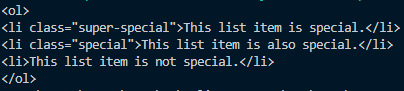 <ol>
<li class="super-special">This list item is special.</li>
<li class="special">This list item is also special.</li>
<li>This list item is not special.</li>
</ol>